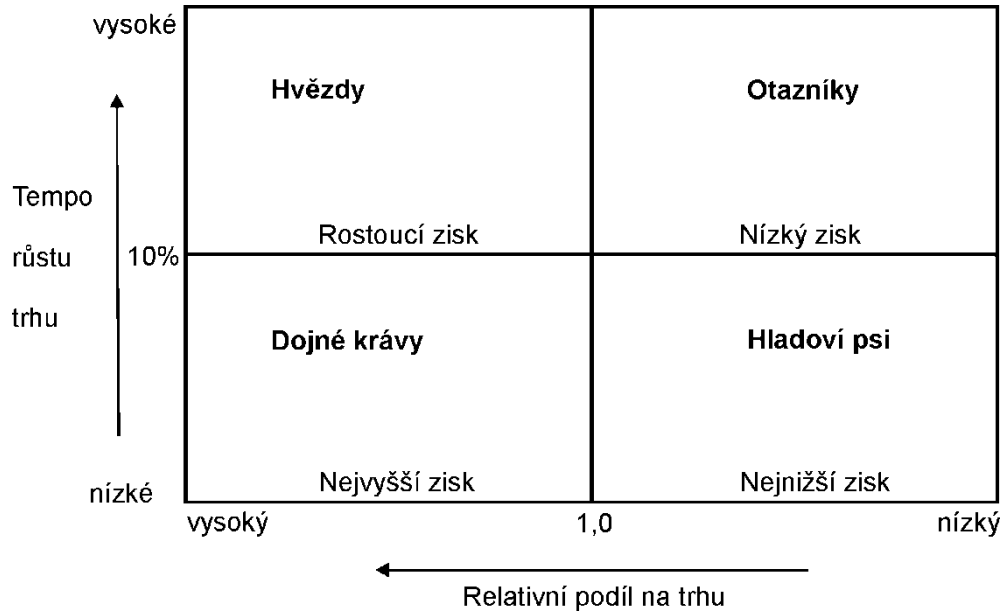 vysoké
Hvězdy
Otazníky
Tempo
růstu
trhu
10%
Rostoucí zisk
Nízký zisk
Dojné krávy
Hladoví psi
nízké
Nejvyšší zisk
Nejnižší zisk
vysoký
1,0
nízký
Relativní podíl na trhu